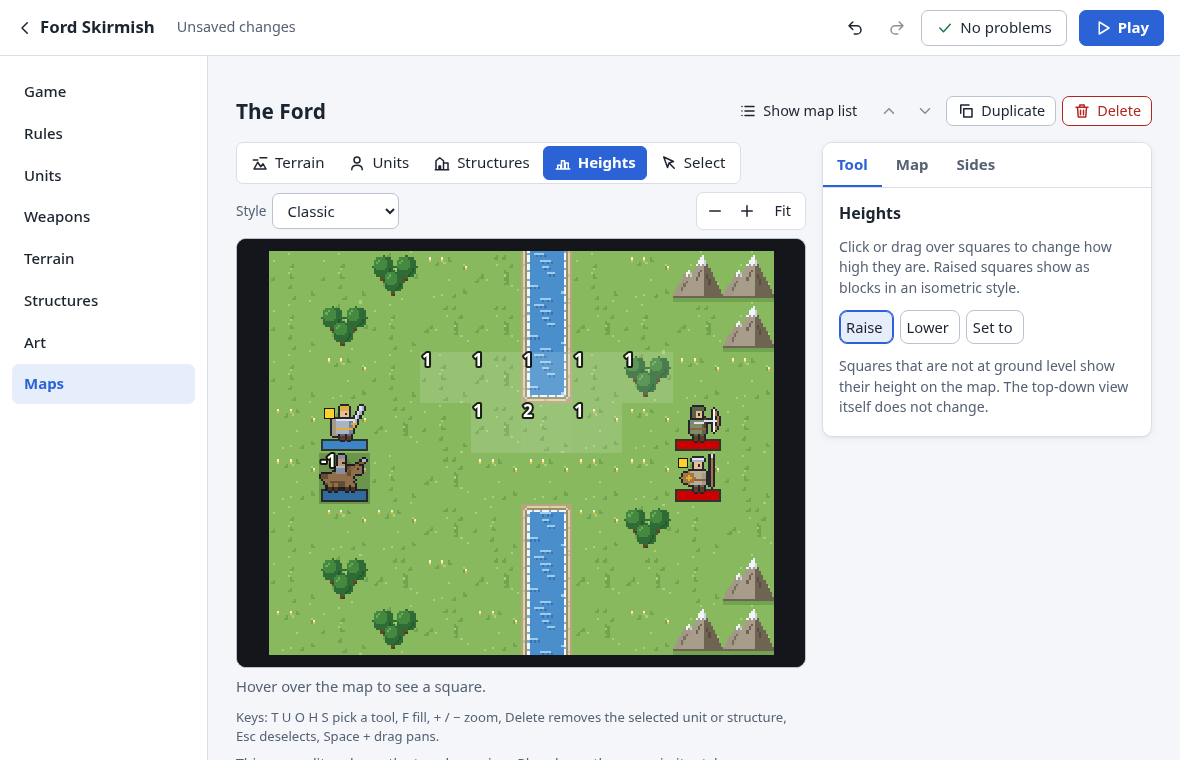 Ford Skirmish
Unsaved changes
No problems
Play
Game
Rules
Units
Weapons
Terrain
Structures
Art
Maps
The Ford
Show map list
Duplicate
Delete
Terrain
Units
Structures
Heights
Select
Style
Classic
Fit
1 1 1 1 1
1 2 1
-1
Hover over the map to see a square.
Keys: T U O H S pick a tool, F fill, + / − zoom, Delete removes the selected unit or structure,
Esc deselects, Space + drag pans.
Tool
Map
Sides
Heights
Click or drag over squares to change how
high they are. Raised squares show as
blocks in an isometric style.
Raise
Lower
Set to
Squares that are not at ground level show
their height on the map. The top-down view
itself does not change.